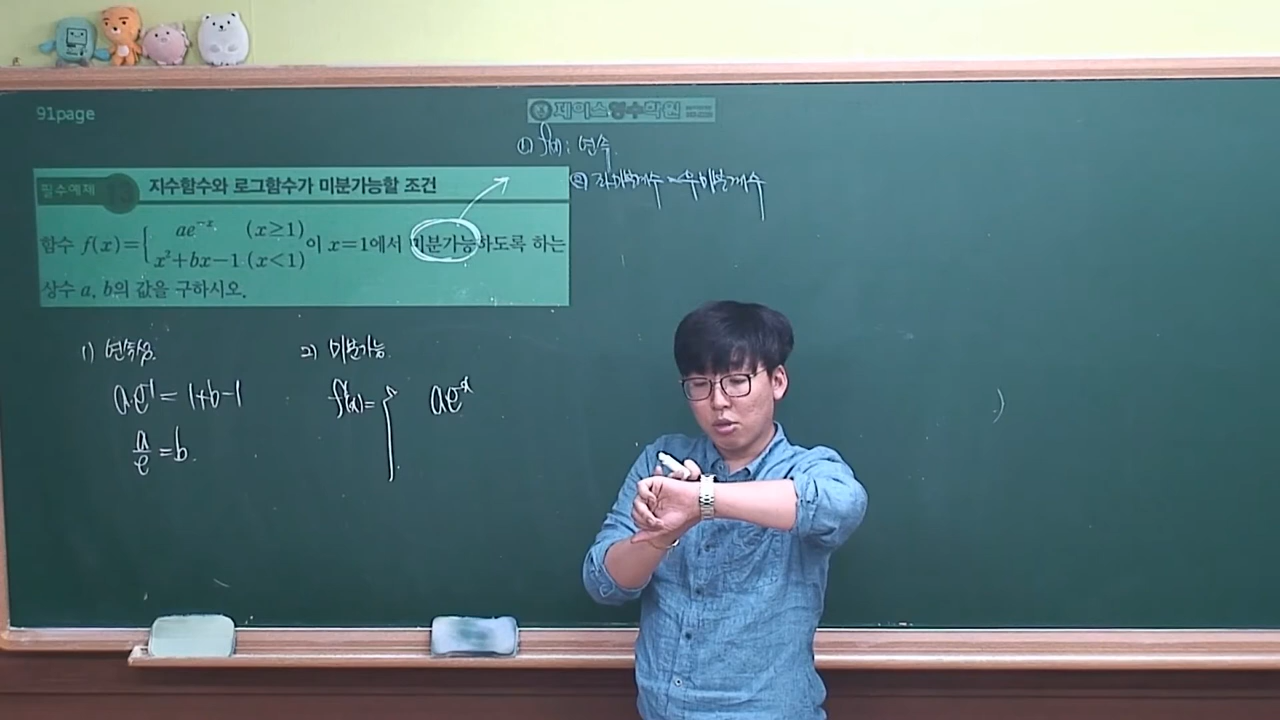 91page
제이스영수학원
① f(x): 연속.
필수예제 지수함수와 로그함수가 미분가능할 조건
② 좌미분계수 = 우미분계수
함수 f(x)={ ae⁻ˣ (x≥1)
x²+bx-1 (x<1) 이 x=1에서 미분가능하도록 하는
상수 a, b의 값을 구하시오.
1) 연속성.
a·e⁻¹ = 1+b-1
a/e = b.
2) 미분가능.
f'(x)= { ae⁻ˣ